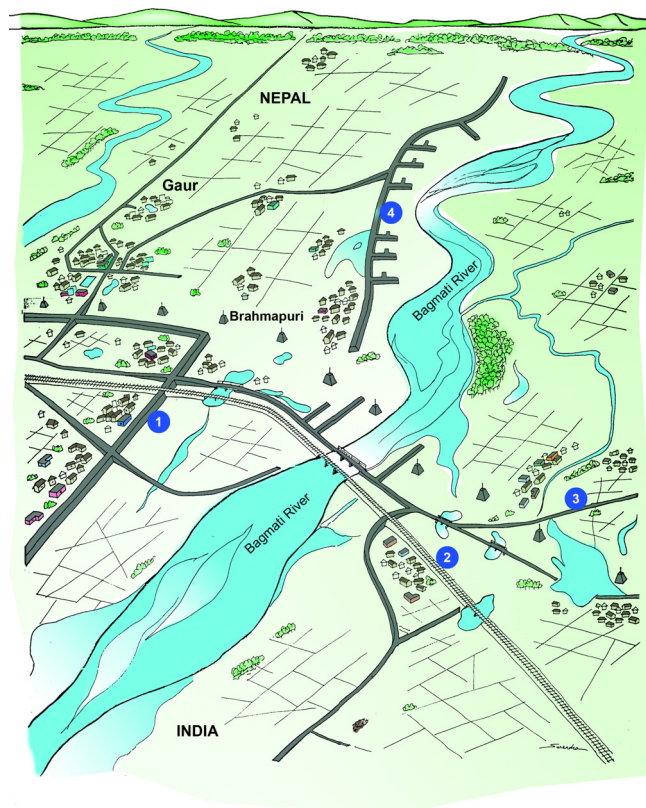 NEPAL
Gaur
4
Bagmati River
Brahmapuri
1
3
Bagmati River
2
INDIA